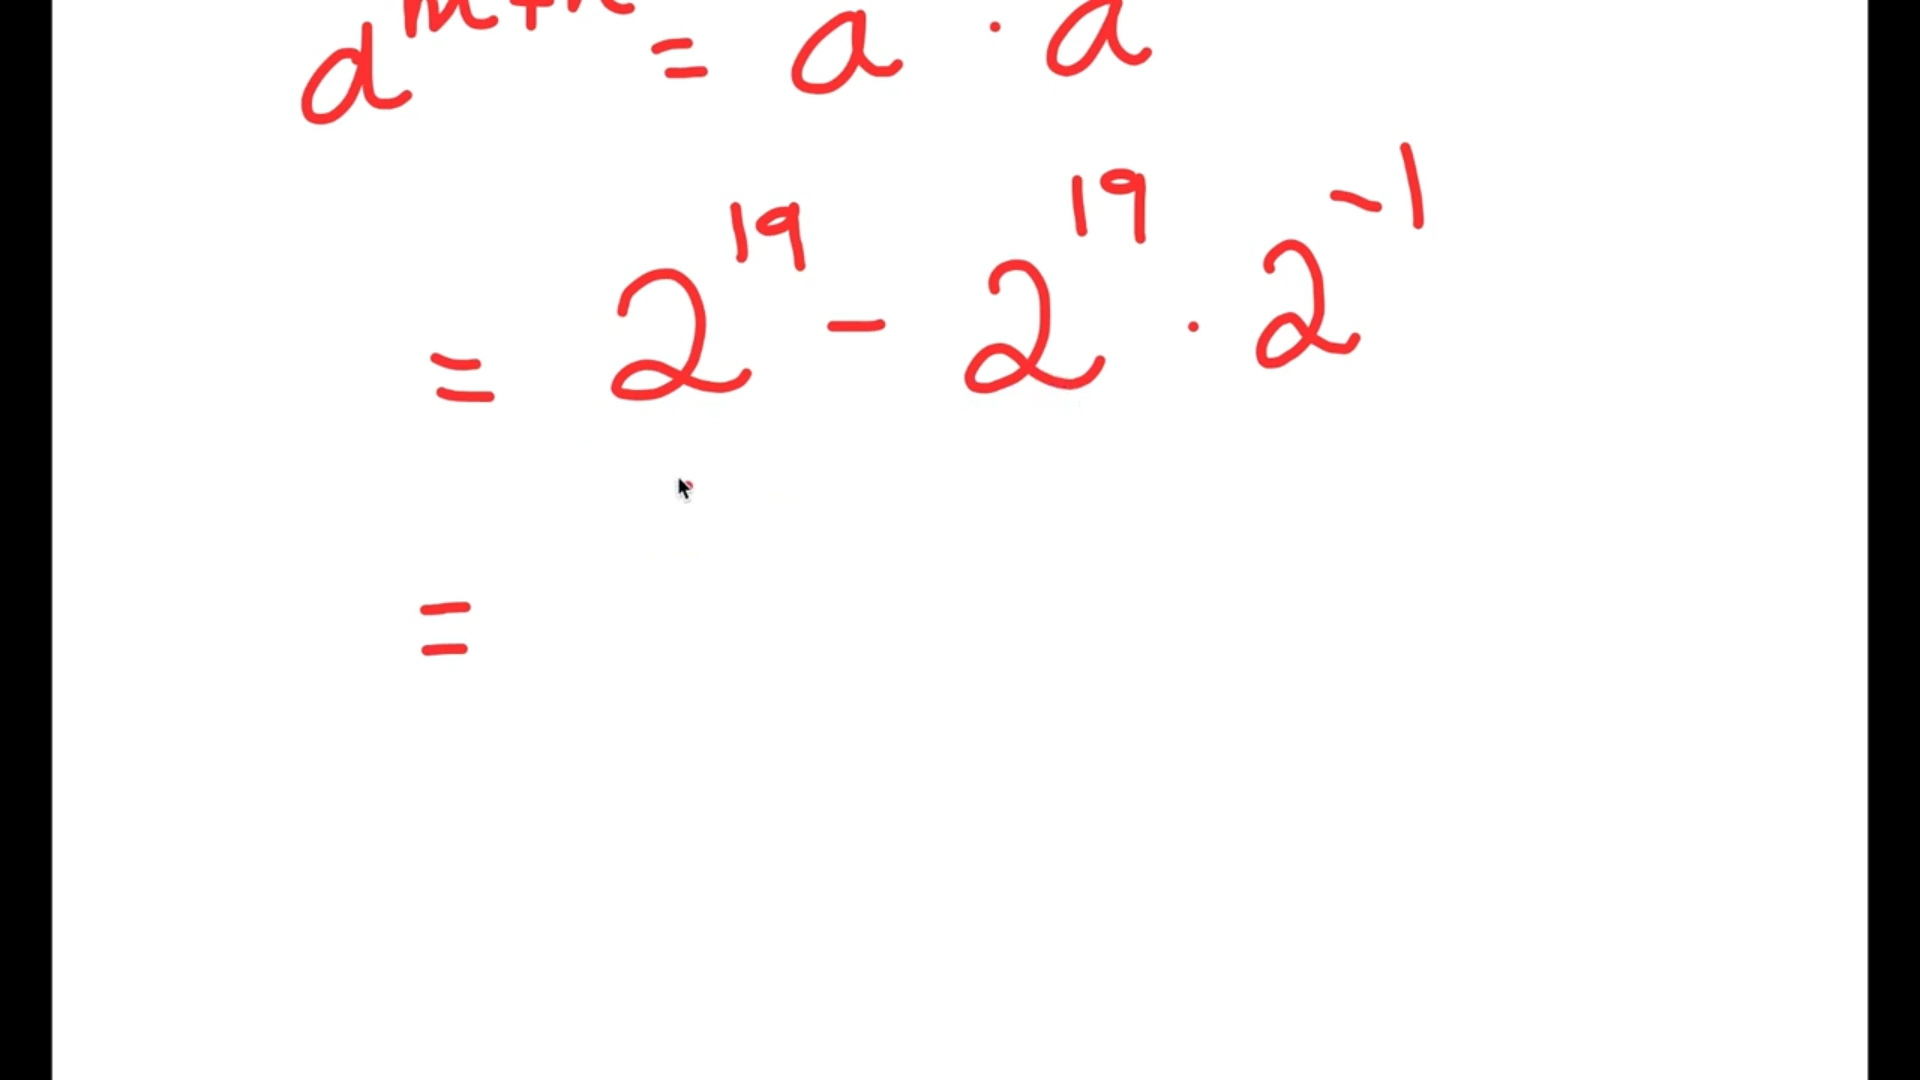 a^{m+n} = a · a
= 2^{19} - 2^{19} · 2^{-1}
=